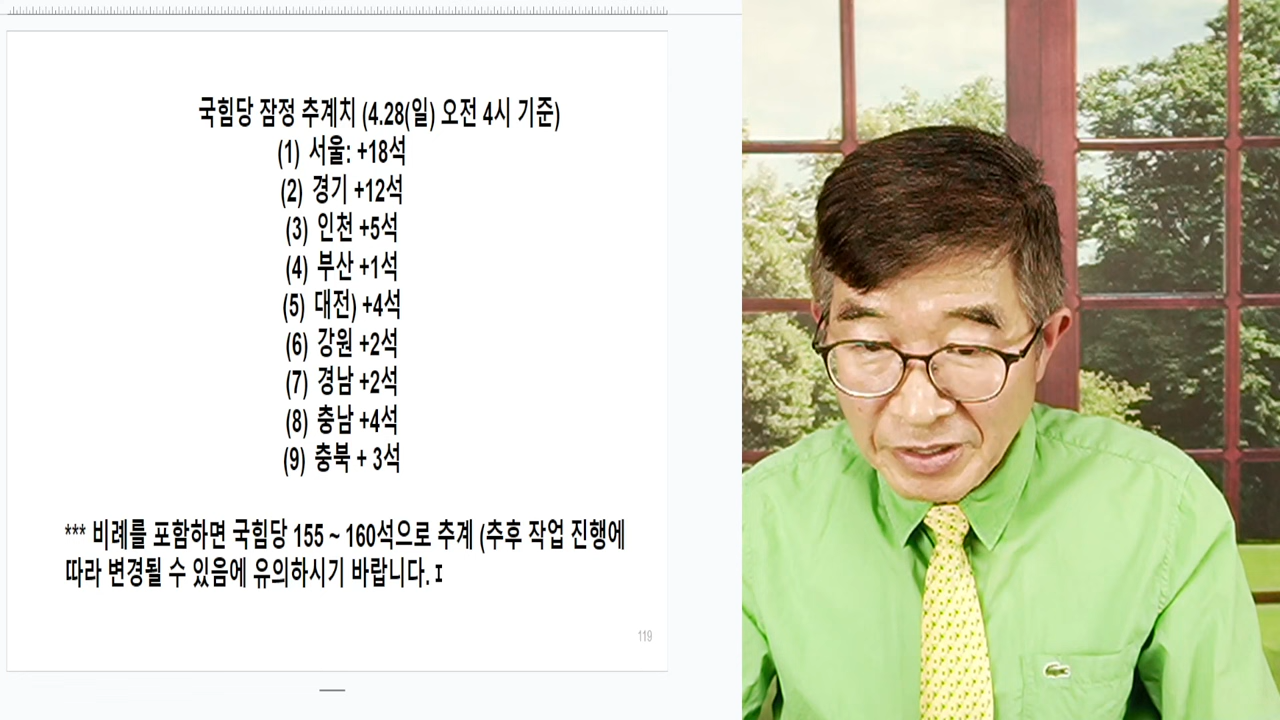 국힘당 잠정 추계치 (4.28(일) 오전 4시 기준)
(1) 서울: +18석
(2) 경기 +12석
(3) 인천 +5석
(4) 부산 +1석
(5) 대전) +4석
(6) 강원 +2석
(7) 경남 +2석
(8) 충남 +4석
(9) 충북 + 3석
*** 비례를 포함하면 국힘당 155 ~ 160석으로 추계 (추후 작업 진행에
따라 변경될 수 있음에 유의하시기 바랍니다.
119